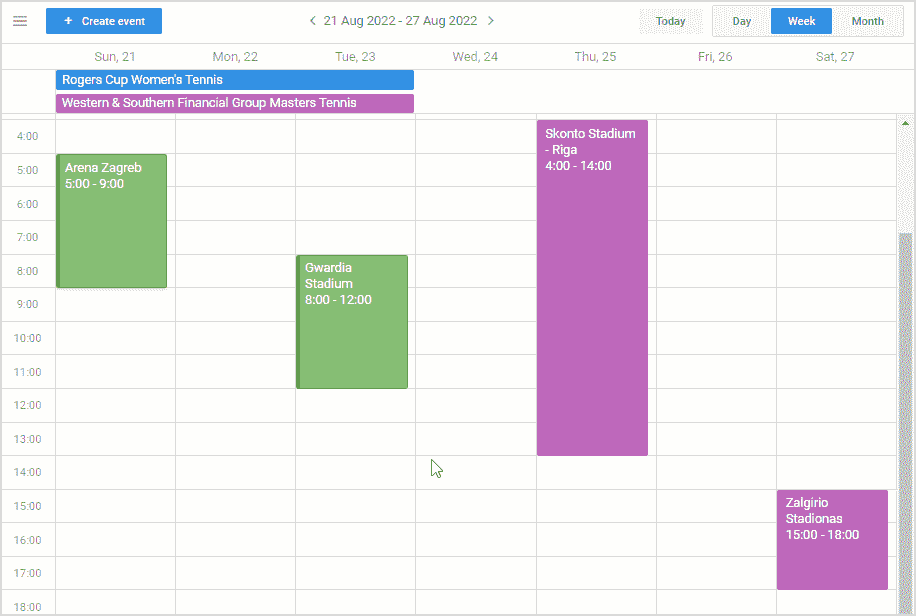 + Create event
21 Aug 2022 - 27 Aug 2022
Today
Day
Week
Month
Sun, 21
Mon, 22
Tue, 23
Wed, 24
Thu, 25
Fri, 26
Sat, 27
Rogers Cup Women's Tennis
Western & Southern Financial Group Masters Tennis
4:00
5:00
6:00
7:00
8:00
9:00
10:00
11:00
12:00
13:00
14:00
15:00
16:00
17:00
18:00
Arena Zagreb
5:00 - 9:00
Gwardia
Stadium
8:00 - 12:00
Skonto Stadium
- Riga
4:00 - 14:00
Zalgirio
Stadionas
15:00 - 18:00